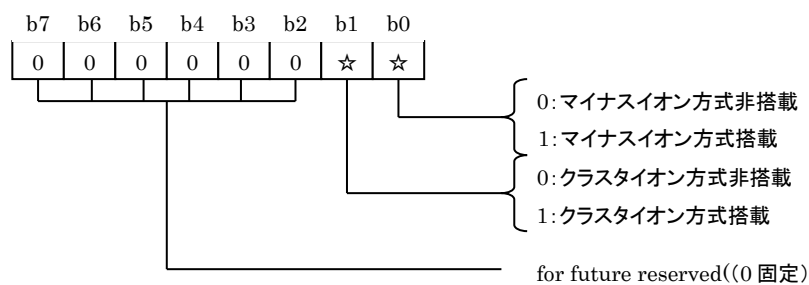 b7 b6 b5 b4 b3 b2 b1 b0
0 0 0 0 0 0 ☆ ☆
0:マイナスイオン方式非搭載
1:マイナスイオン方式搭載
0:クラスタイオン方式非搭載
1:クラスタイオン方式搭載
for future reserved((0 固定)